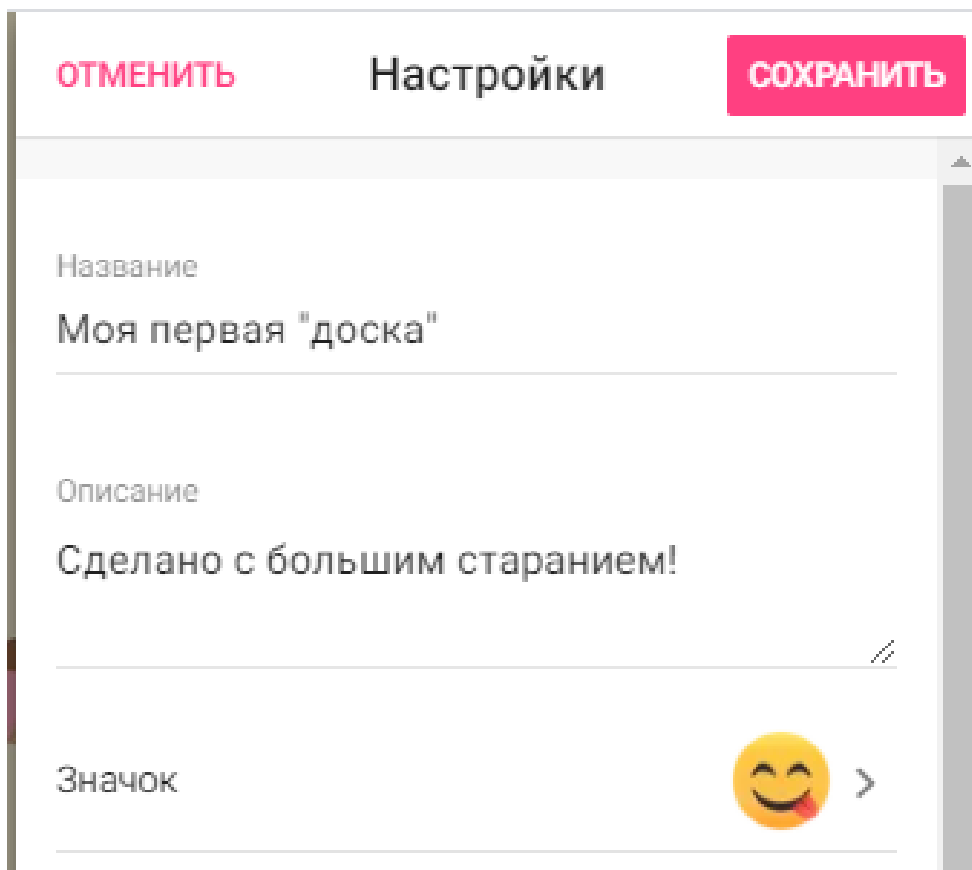 ОТМЕНИТЬ Настройки СОХРАНИТЬ
Название
Моя первая "доска"
Описание
Сделано с большим старанием!
Значок